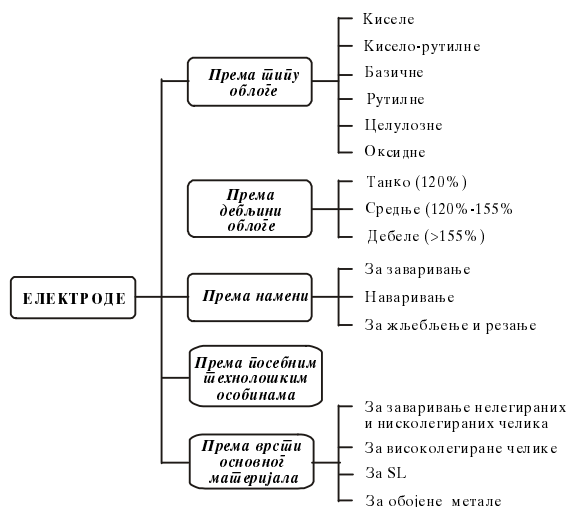 ЕЛЕКТРОДЕ
Према типу
облоге
Киселе
Кисело-рутилне
Базичне
Рутилне
Целулозне
Оксидне
Према
дебљини
облоге
Танко (120%)
Средње (120%-155%
Дебеле (>155%)
Према намени
За заваривање
Наваривање
За жљебљење и резање
Према посебним
технолошким
особинама
Према врсти
основног
материјала
За заваривање нелегираних
и нисколегираних челика
За високолегиране челике
За SL
За обојене метале